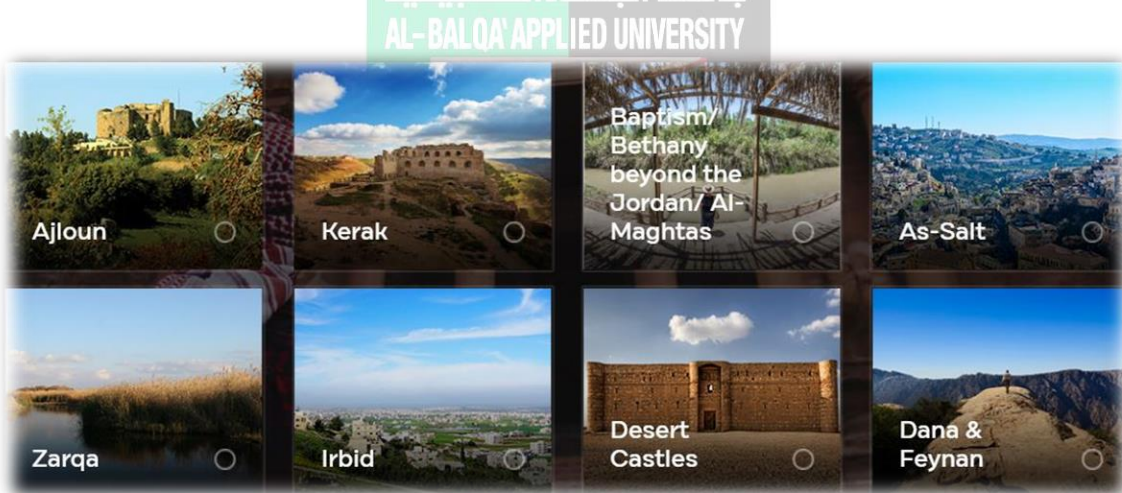 AL-BALQA' APPLIED UNIVERSITY
Ajloun
Kerak
Baptism/
Bethany
beyond the
Jordan/ Al-
Maghtas
As-Salt
Zarqa
Irbid
Desert
Castles
Dana &
Feynan